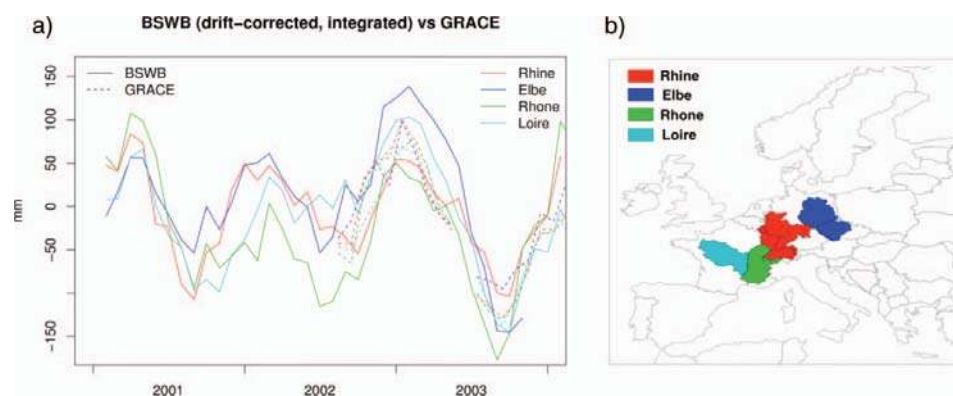 a)
BSWB (drift−corrected, integrated) vs GRACE
BSWB
GRACE
Rhine
Elbe
Rhone
Loire
mm
150
100
50
0
−50
−150
2001
2002
2003
b)
Rhine
Elbe
Rhone
Loire